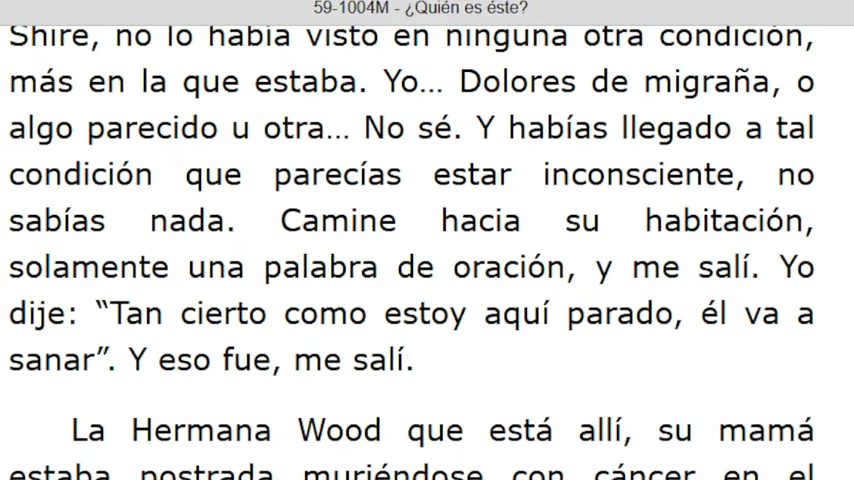 59-1004M - ¿Quién es éste?
Shire, no lo había visto en ninguna otra condición,
más en la que estaba. Yo... Dolores de migraña, o
algo parecido u otra... No sé. Y habías llegado a tal
condición que parecías estar inconsciente, no
sabías nada. Camine hacia su habitación,
solamente una palabra de oración, y me salí. Yo
dije: “Tan cierto como estoy aquí parado, él va a
sanar”. Y eso fue, me salí.
La Hermana Wood que está allí, su mamá
estaba postrada muriéndose con cáncer en el